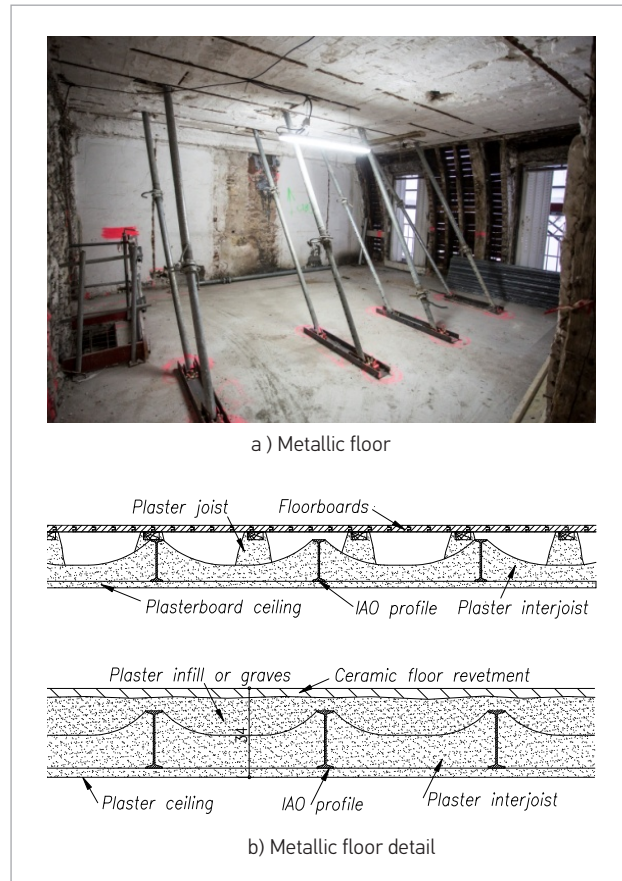 a ) Metallic floor
Plaster joist
Floorboards
Plasterboard ceiling
IAO profile
Plaster interjoist
Plaster infill or graves
Ceramic floor revetment
34
Plaster ceiling
IAO profile
Plaster interjoist
b) Metallic floor detail